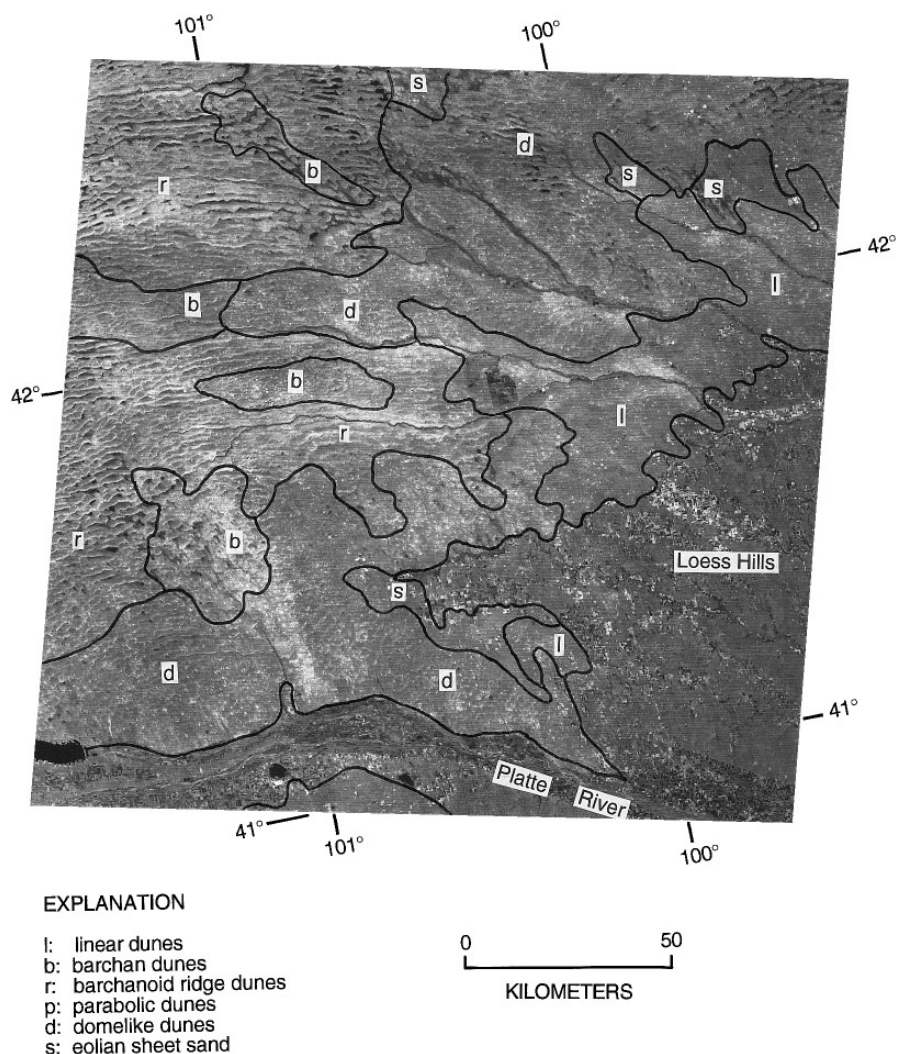 101°
100°
s
d
b
s
s
r
42°
l
b
d
b
42°
l
r
r
b
Loess Hills
s
l
d
d
41°
Platte
River
41°
101°
100°
EXPLANATION
l: linear dunes
b: barchan dunes
r: barchanoid ridge dunes
p: parabolic dunes
d: domelike dunes
s: eolian sheet sand
0 50
KILOMETERS